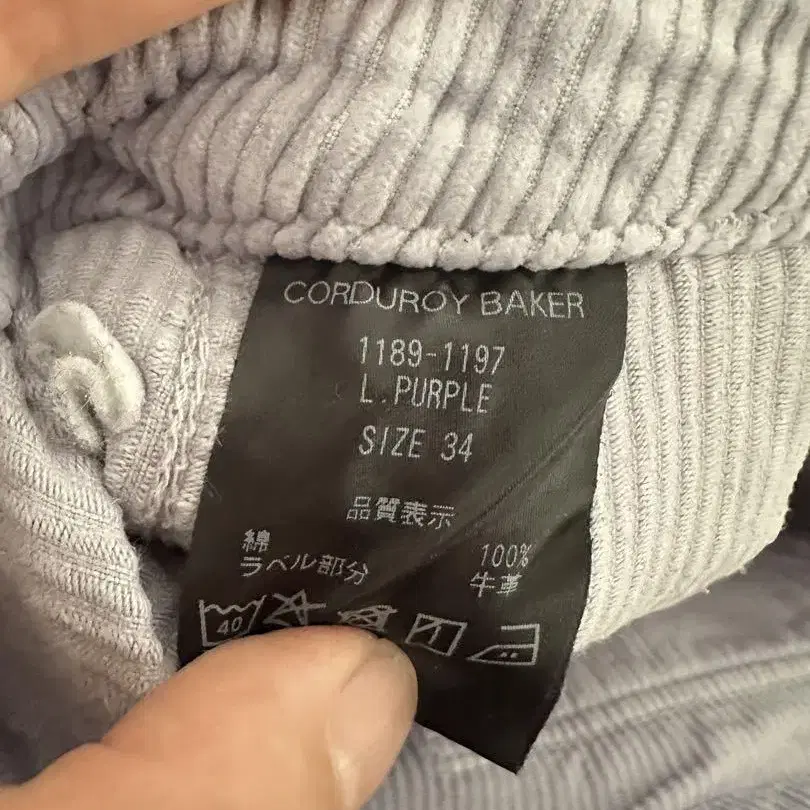 CORDUROY BAKER
1189-1197
L.PURPLE
SIZE 34
品質表示
綿 100%
ラベル部分 牛革
40